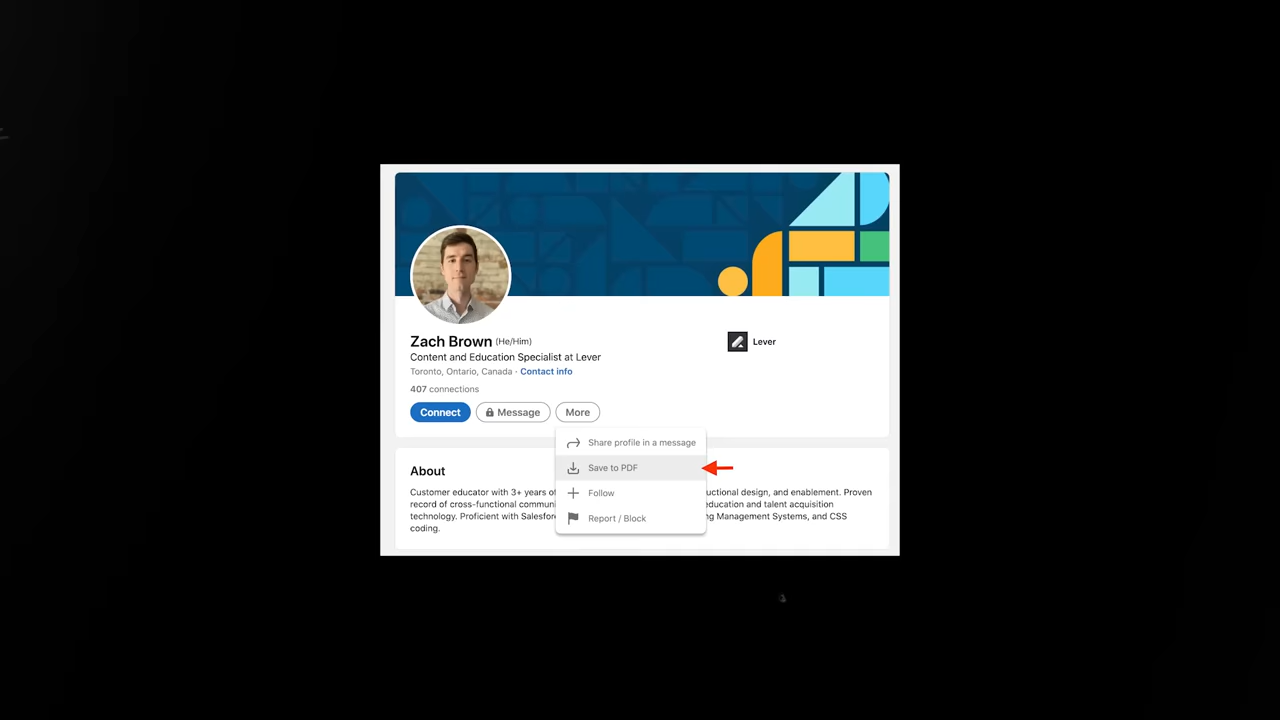 Zach Brown (He/Him)
Lever
Content and Education Specialist at Lever
Toronto, Ontario, Canada · Contact info
407 connections
Connect
Message
More
Share profile in a message
Save to PDF
Follow
Report / Block
About
Customer educator with 3+ years of uctional design, and enablement. Proven
record of cross-functional communi education and talent acquisition
technology. Proficient with Salesfor ng Management Systems, and CSS
coding.